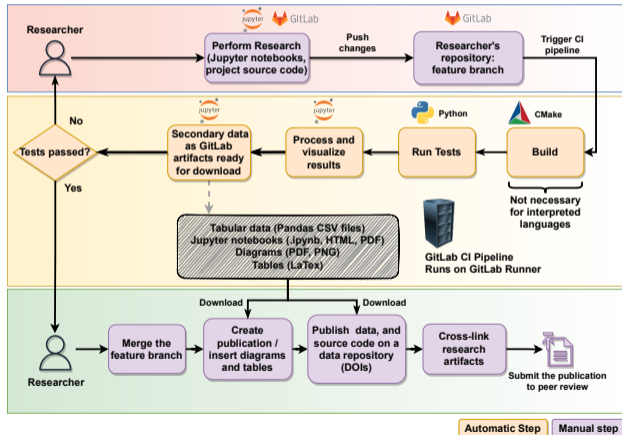 jupyter
GitLab
GitLab
Researcher
Perform Research
(Jupyter notebooks,
project source code)
Push
changes
Researcher's
repository:
feature branch
Trigger CI
pipeline
No
Tests passed?
Yes
jupyter
Secondary data
as GitLab
artifacts ready
for download
jupyter
Process and
visualize
results
Python
Run Tests
CMake
Build
Not necessary
for interpreted
languages
Tabular data (Pandas CSV files)
Jupyter notebooks (.ipynb, HTML, PDF)
Diagrams (PDF, PNG)
Tables (LaTex)
GitLab CI Pipeline
Runs on GitLab Runner
Download
Download
Researcher
Merge the
feature branch
Create
publication /
insert diagrams
and tables
Publish data, and
source code on a
data repository
(DOIs)
Cross-link
research
artifacts
Submit the publication
to peer review
Automatic Step
Manual step